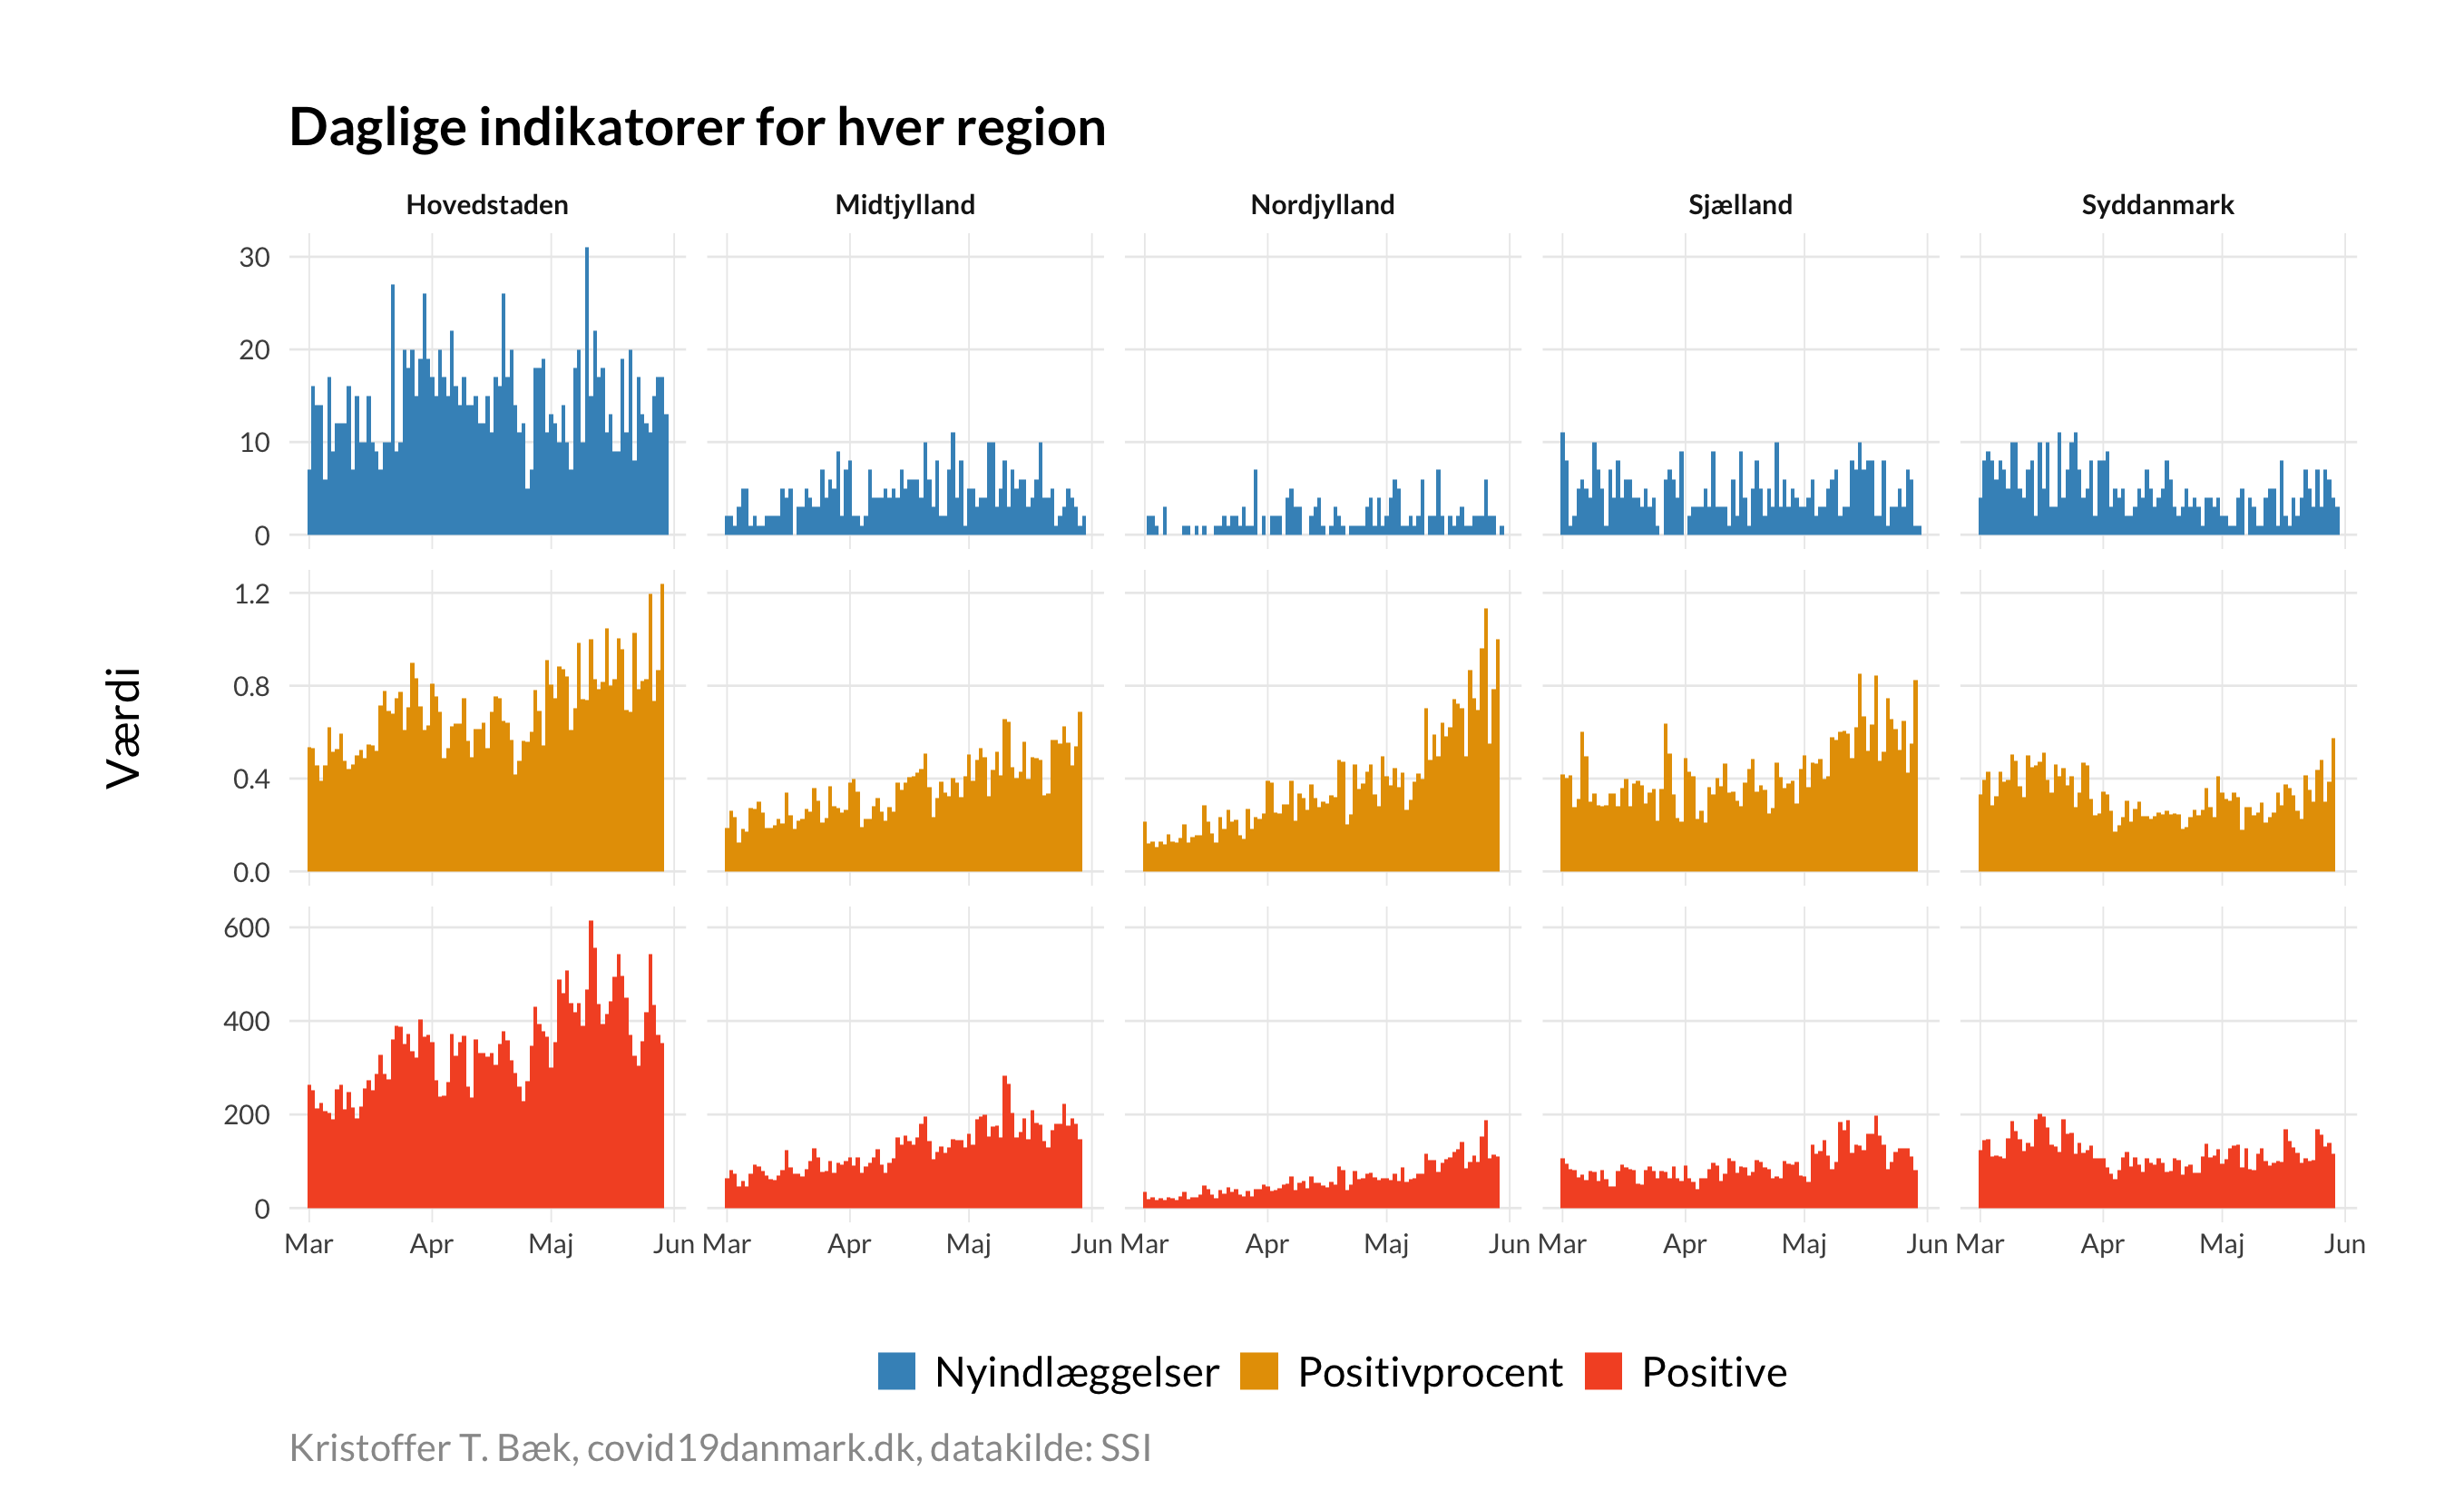 Daglige indikatorer for hver region
Hovedstaden Midtjylland Nordjylland Sjælland Syddanmark
30
20
10
0
1.2
0.8
0.4
0.0
600
400
200
0
Værdi
Mar Apr Maj Jun Mar Apr Maj Jun Mar Apr Maj Jun Mar Apr Maj Jun Mar Apr Maj Jun
Nyindlæggelser Positivprocent Positive
Kristoffer T. Bæk, covid19danmark.dk, datakilde: SSI